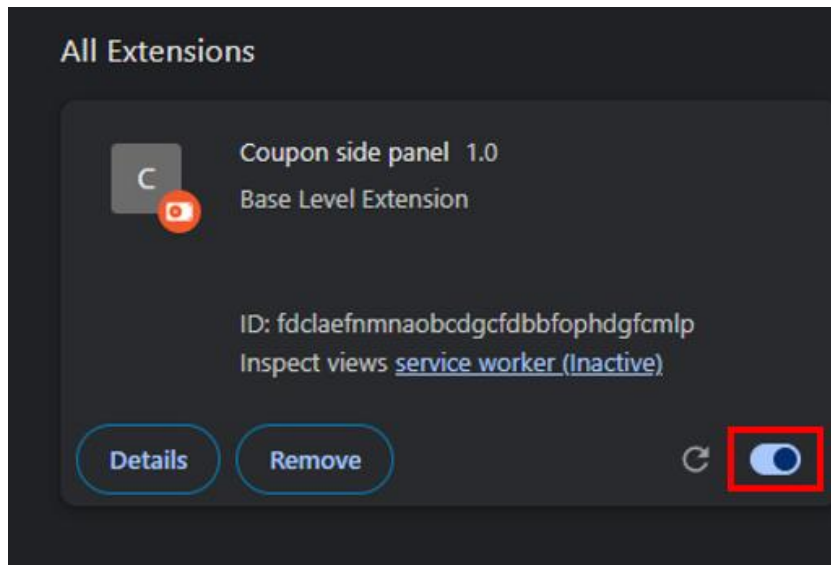 All Extensions
C
Coupon side panel 1.0
Base Level Extension
ID: fdclaefnmnaobcdgcfdbbfophdgfcmlp
Inspect views service worker (Inactive)
Details Remove